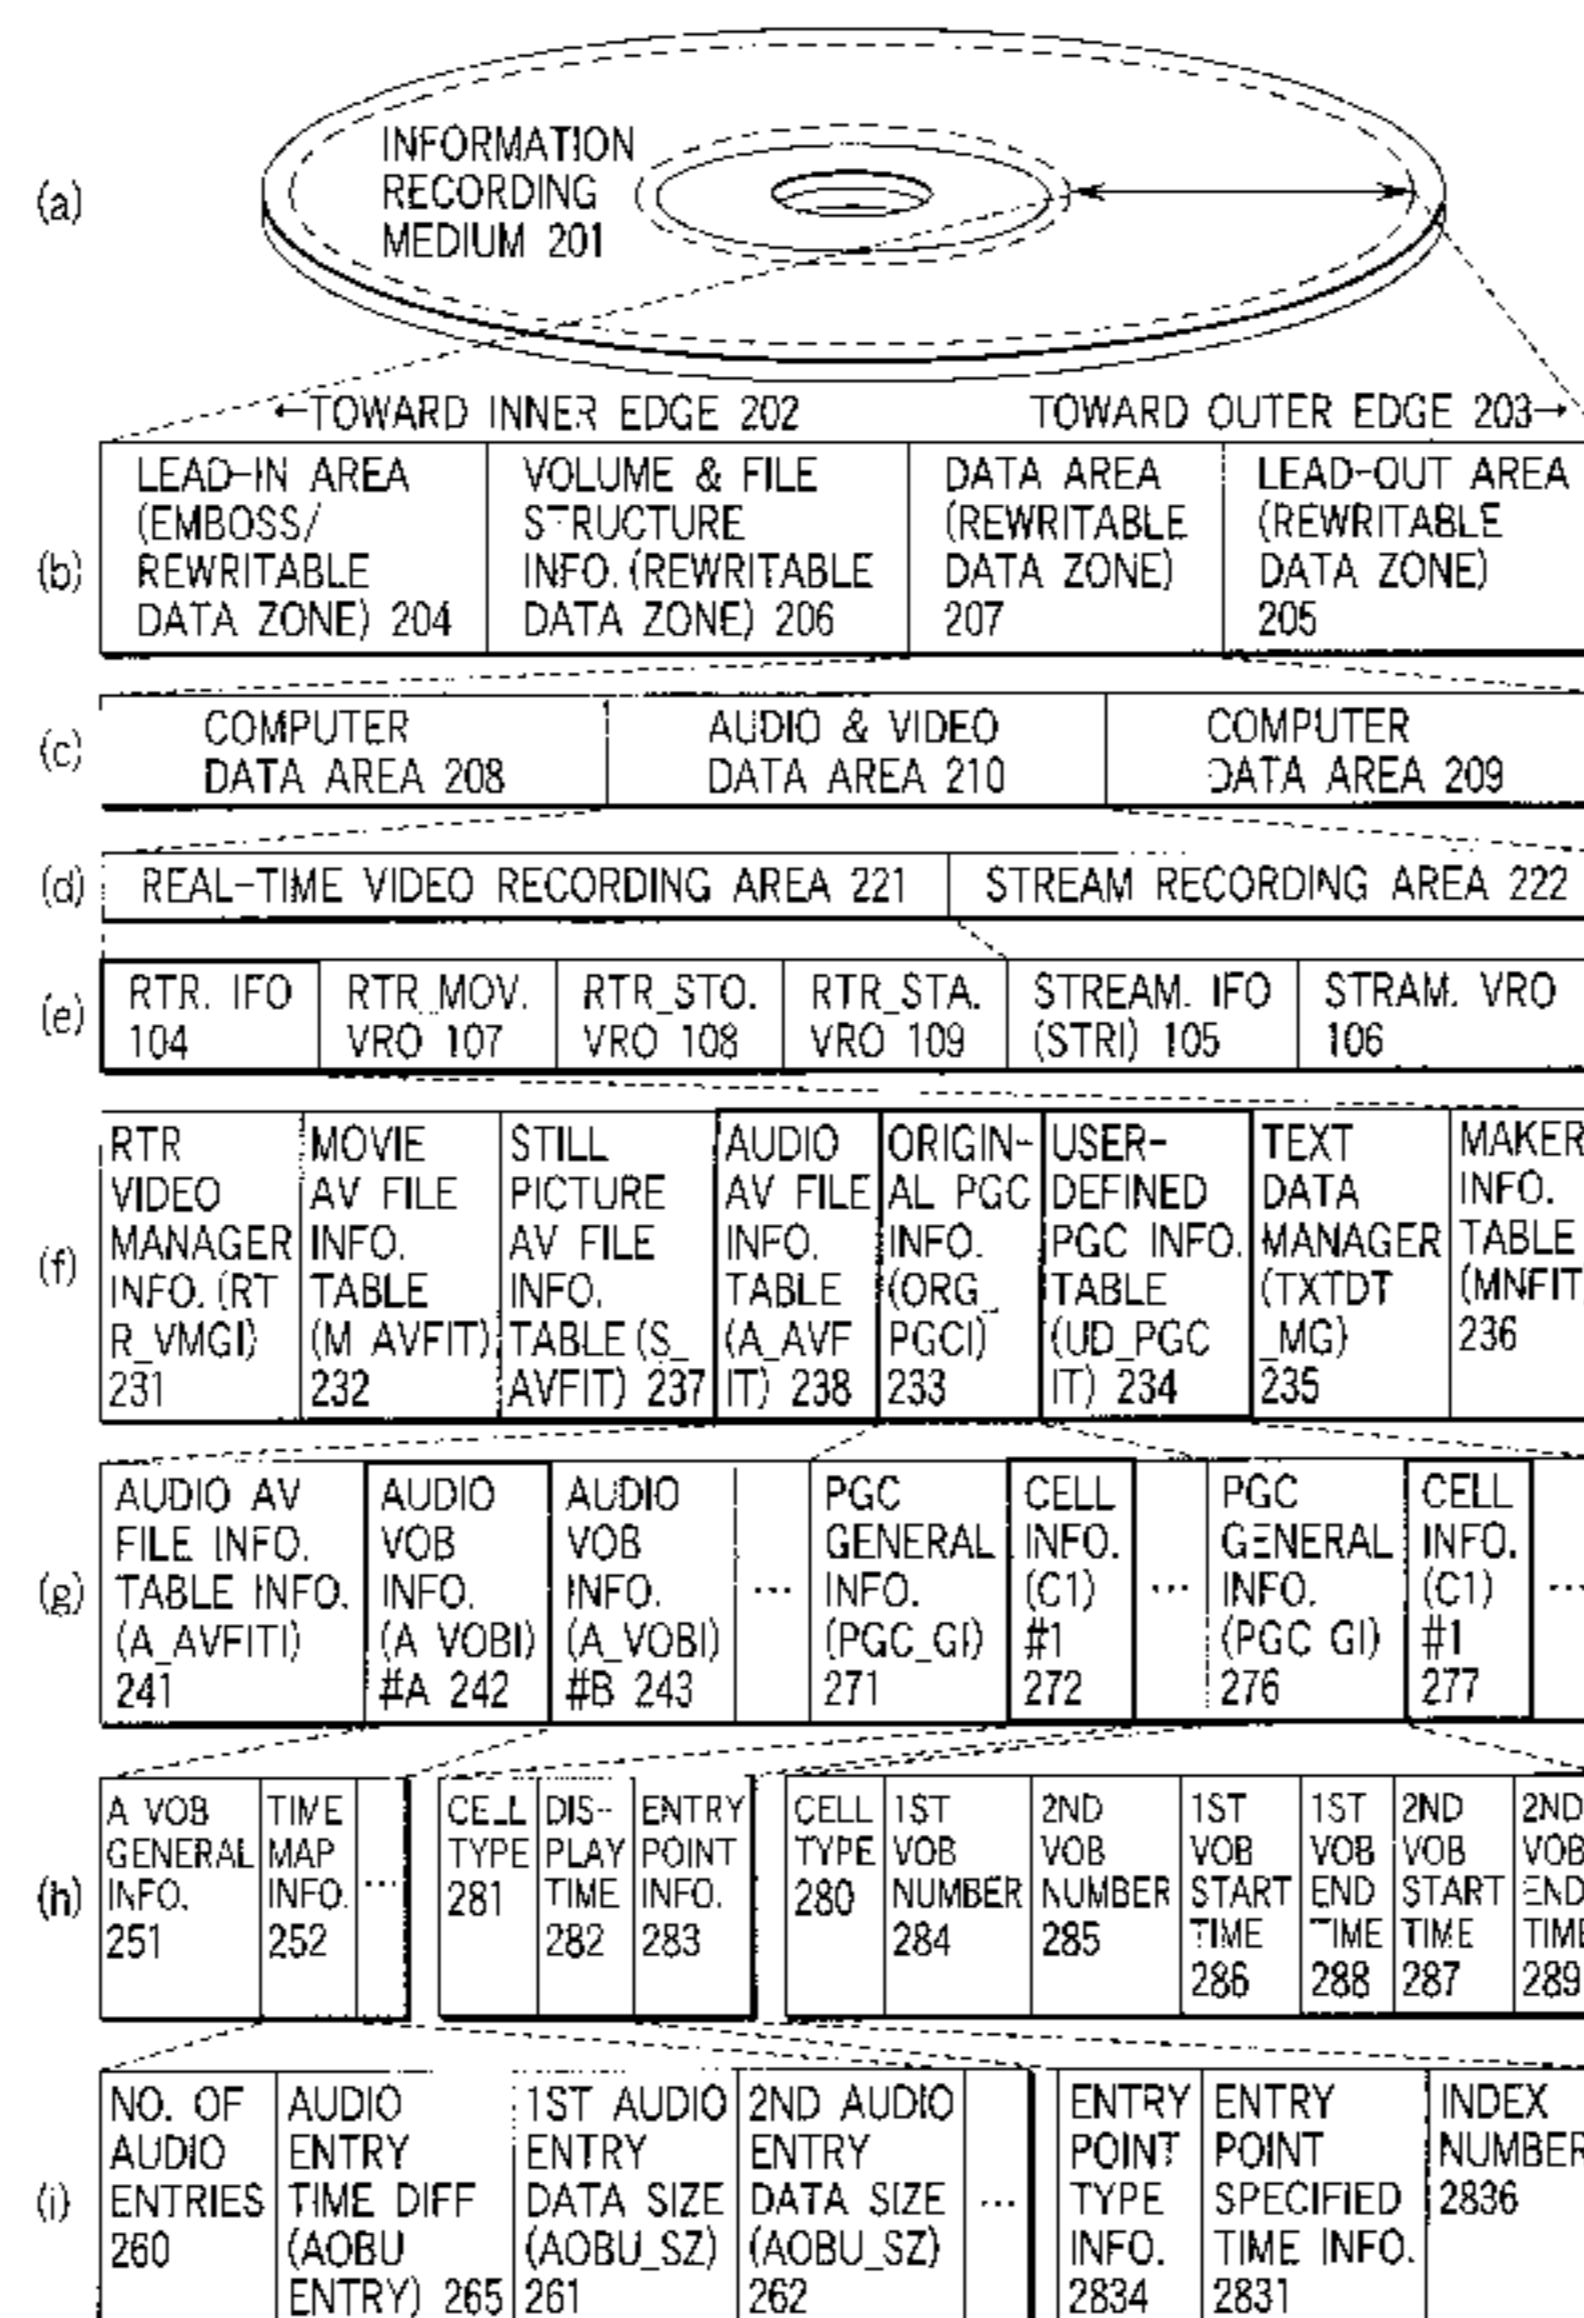 (a)
INFORMATION
RECORDING
MEDIUM 201
←TOWARD INNER EDGE 202
TOWARD OUTER EDGE 203→
(b)
LEAD-IN AREA
(EMBOSS/
REWRITABLE
DATA ZONE) 204
VOLUME & FILE
STRUCTURE
INFO. (REWRITABLE
DATA ZONE) 206
DATA AREA
(REWRITABLE
DATA ZONE)
207
LEAD-OUT AREA
(REWRITABLE
DATA ZONE)
205
(c)
COMPUTER
DATA AREA 208
AUDIO & VIDEO
DATA AREA 210
COMPUTER
DATA AREA 209
(d)
REAL-TIME VIDEO RECORDING AREA 221
STREAM RECORDING AREA 222
(e)
RTR. IFO
104
RTR_MOV.
VRO 107
RTR_STO.
VRO 108
RTR_STA.
VRO 109
STREAM. IFO
(STRI) 105
STRAM. VRO
106
(f)
RTR
VIDEO
MANAGER
INFO. (RT
R_VMGI)
231
MOVIE
AV FILE
INFO.
TABLE
(M AVFIT)
232
STILL
PICTURE
AV FILE
INFO.
TABLE (S_
AVFIT) 237
AUDIO
AV FILE
INFO.
TABLE
(A_AVF
IT) 238
ORIGIN-
AL PGC
INFO.
(ORG_
PGCI)
233
USER-
DEFINED
PGC INFO.
TABLE
(UD_PGC
IT) 234
TEXT
DATA
MANAGER
(TXTDT
_MG)
235
MAKER
INFO.
TABLE
(MNFIT
236
(g)
AUDIO AV
FILE INFO.
TABLE INFO.
(A_AVFITI)
241
AUDIO
VOB
INFO.
(A VOBI)
#A 242
AUDIO
VOB
INFO.
(A_VOBI)
#B 243
...
PGC
GENERAL
INFO.
(PGC_GI)
271
CELL
INFO.
(C1)
#1
272
...
PGC
GENERAL
INFO.
(PGC GI)
276
CELL
INFO.
(C1)
#1
277
...
(h)
A VOB
GENERAL
INFO.
251
TIME
MAP
INFO.
252
...
CELL
TYPE
281
DIS-
PLAY
TIME
282
ENTRY
POINT
INFO.
283
CELL
TYPE
280
1ST
VOB
NUMBER
284
2ND
VOB
NUMBER
285
1ST
VOB
START
TIME
286
1ST
VOB
END
TIME
288
2ND
VOB
START
TIME
287
2ND
VOB
END
TIME
289
(i)
NO. OF
AUDIO
ENTRIES
260
AUDIO
ENTRY
TIME DIFF
(AOBU
ENTRY) 265
1ST AUDIO
ENTRY
DATA SIZE
(AOBU_SZ)
261
2ND AUDIO
ENTRY
DATA SIZE
(AOBU_SZ)
262
...
ENTRY
POINT
TYPE
INFO.
2834
ENTRY
POINT
SPECIFIED
TIME INFO.
2831
INDEX
NUMBER
2836